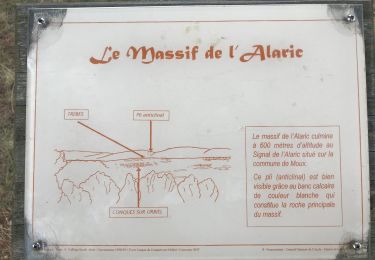 Le Massif de l'Alaric
TREBES
Pli anticlinal
Le massif de l'Alaric culmine
à 600 mètres d'altitude au
Signal de l'Alaric situé sur la
commune de Moux.
Ce pli (anticlinal) est bien
visible grâce au banc calcaire
de couleur blanche qui
constitue la roche principale
du massif.
CONQUES SUR ORBIEL